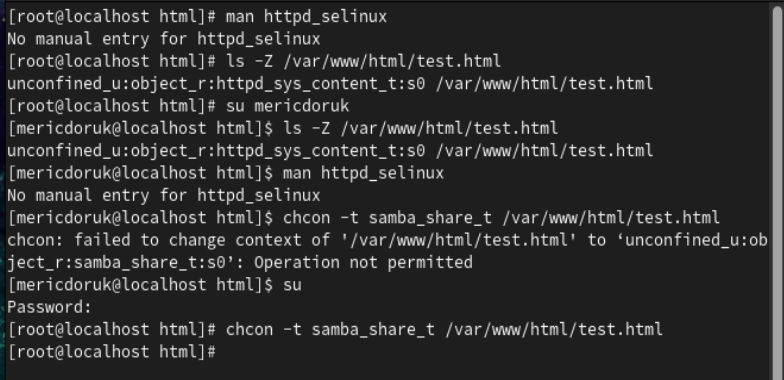 [root@localhost html]# man httpd_selinux
No manual entry for httpd_selinux
[root@localhost html]# ls -Z /var/www/html/test.html
unconfined_u:object_r:httpd_sys_content_t:s0 /var/www/html/test.html
[root@localhost html]# su mericdoruk
[mericdoruk@localhost html]$ ls -Z /var/www/html/test.html
unconfined_u:object_r:httpd_sys_content_t:s0 /var/www/html/test.html
[mericdoruk@localhost html]$ man httpd_selinux
No manual entry for httpd_selinux
[mericdoruk@localhost html]$ chcon -t samba_share_t /var/www/html/test.html
chcon: failed to change context of '/var/www/html/test.html' to ‘unconfined_u:ob
ject_r:samba_share_t:s0’: Operation not permitted
[mericdoruk@localhost html]$ su
Password:
[root@localhost html]# chcon -t samba_share_t /var/www/html/test.html
[root@localhost html]#